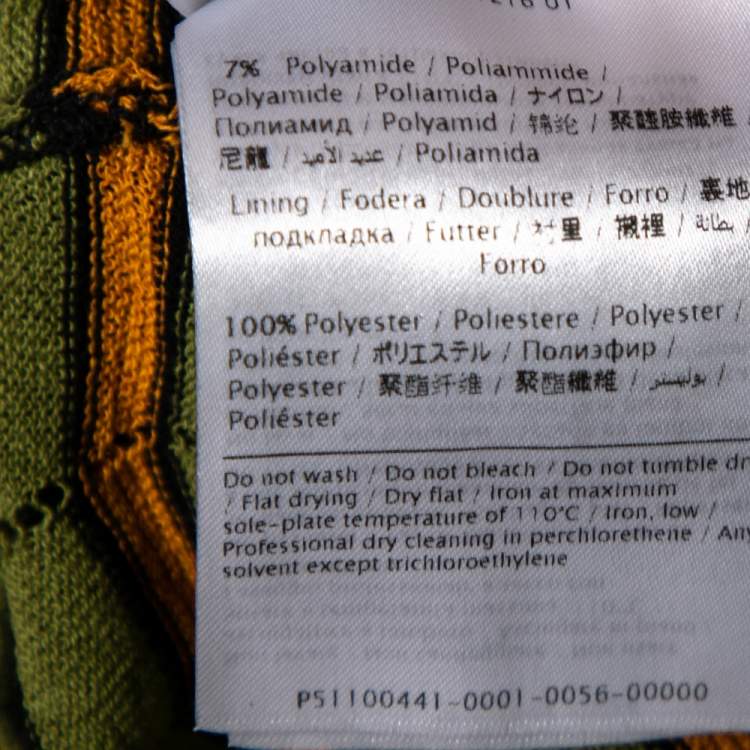 7% Polyamide / Poliammide /
Polyamide / Poliamida / ナイロン /
Полиамид / Polyamid / 锦纶 / 聚醯胺纖維
尼龍 / عديد الأميد / Poliamida
Lining / Fodera / Doublure / Forro / 裏地
подкладка / Futter / 衬里 / 襯裡 / بطانة /
Forro
100% Polyester / Poliestere / Polyester /
Poliéster / ポリエステル / Полиэфир /
Polyester / 聚酯纤维 / 聚酯纖維 / بوليستر /
Poliéster
Do not wash / Do not bleach / Do not tumble dr
/ Flat drying / Dry flat / Iron at maximum
sole-plate temperature of 110°C / Iron, low /
Professional dry cleaning in perchlorethene / Any
solvent except trichloroethylene
P51100441-0001-0056-00000